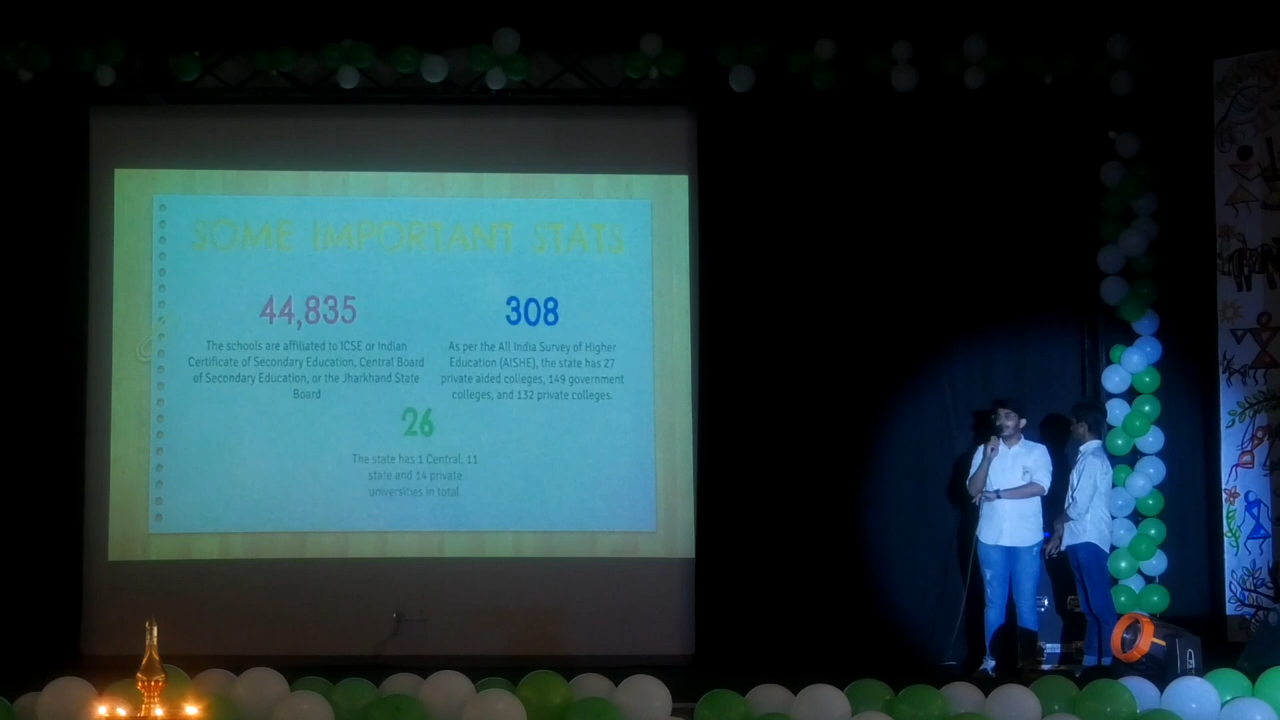 SOME IMPORTANT STATS
44,835
The schools are affiliated to ICSE or Indian
Certificate of Secondary Education, Central Board
of Secondary Education, or the Jharkhand State
Board
308
As per the All India Survey of Higher
Education (AISHE), the state has 27
private aided colleges, 149 government
colleges, and 132 private colleges.
26
The state has 1 Central, 11
state and 14 private
universities in total